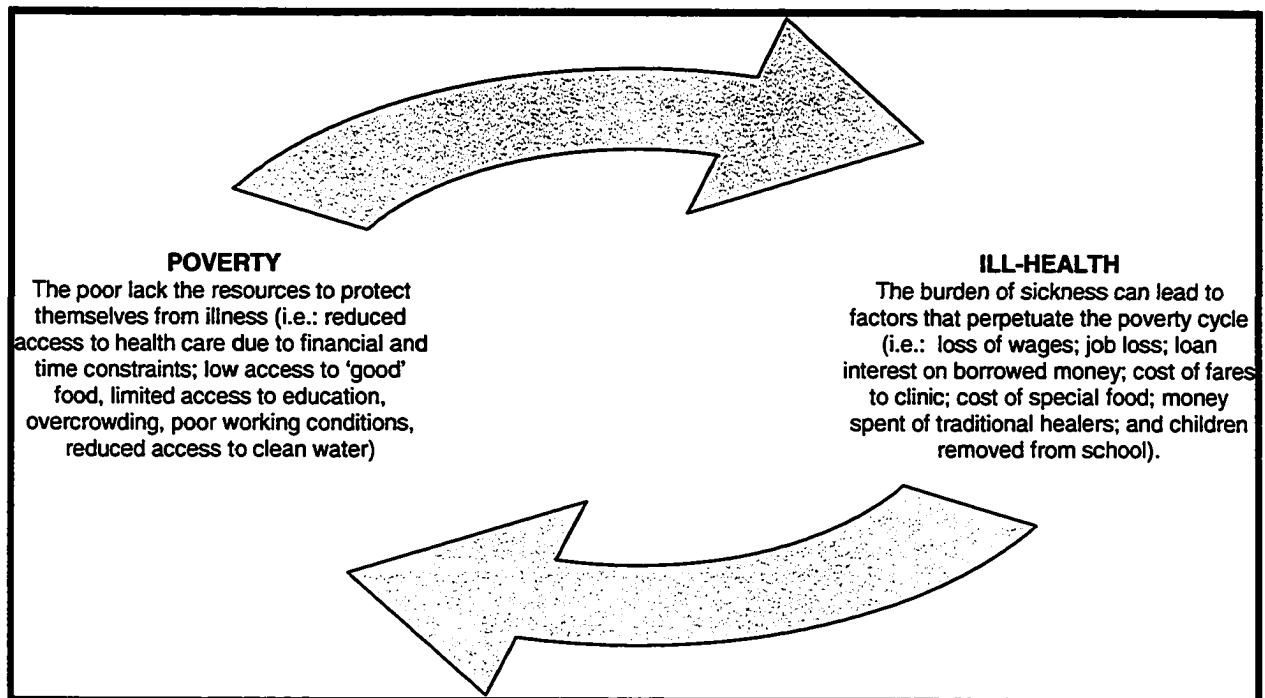 POVERTY
The poor lack the resources to protect
themselves from illness (i.e.: reduced
access to health care due to financial and
time constraints; low access to 'good'
food, limited access to education,
overcrowding, poor working conditions,
reduced access to clean water)
ILL-HEALTH
The burden of sickness can lead to
factors that perpetuate the poverty cycle
(i.e.: loss of wages; job loss; loan
interest on borrowed money; cost of fares
to clinic; cost of special food; money
spent of traditional healers; and children
removed from school).